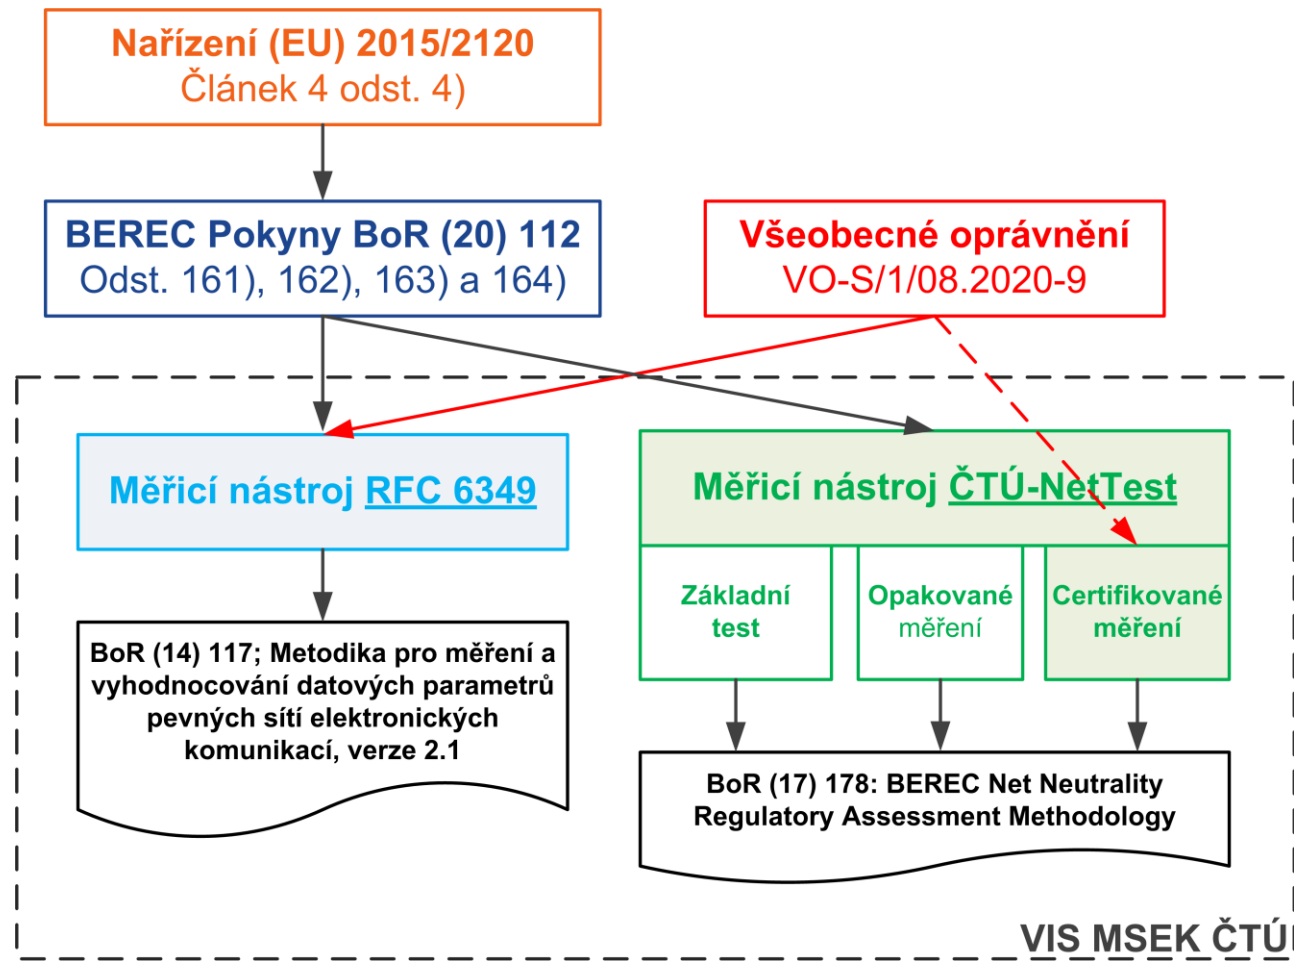 Nařízení (EU) 2015/2120
Článek 4 odst. 4)
BEREC Pokyny BoR (20) 112
Odst. 161), 162), 163) a 164)
Všeobecné oprávnění
VO-S/1/08.2020-9
Měřicí nástroj RFC 6349
Měřicí nástroj ČTÚ-NetTest
Základní
test
Opakované
měření
Certifikované
měření
BoR (14) 117; Metodika pro měření a
vyhodnocování datových parametrů
pevných sítí elektronických
komunikací, verze 2.1
BoR (17) 178: BEREC Net Neutrality
Regulatory Assessment Methodology
VIS MSEK ČTÚ